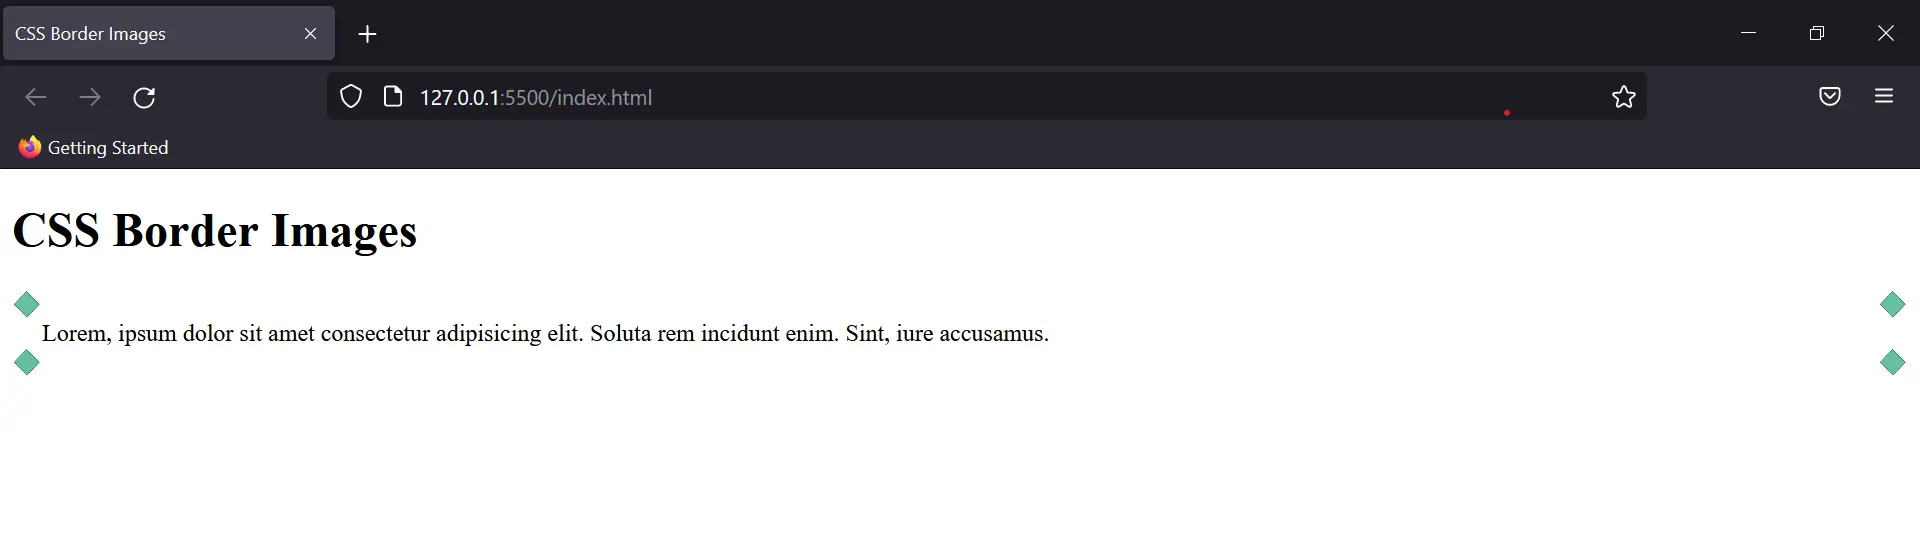 CSS Border Images
127.0.0.1:5500/index.html
Getting Started
CSS Border Images
Lorem, ipsum dolor sit amet consectetur adipisicing elit. Soluta rem incidunt enim. Sint, iure accusamus.